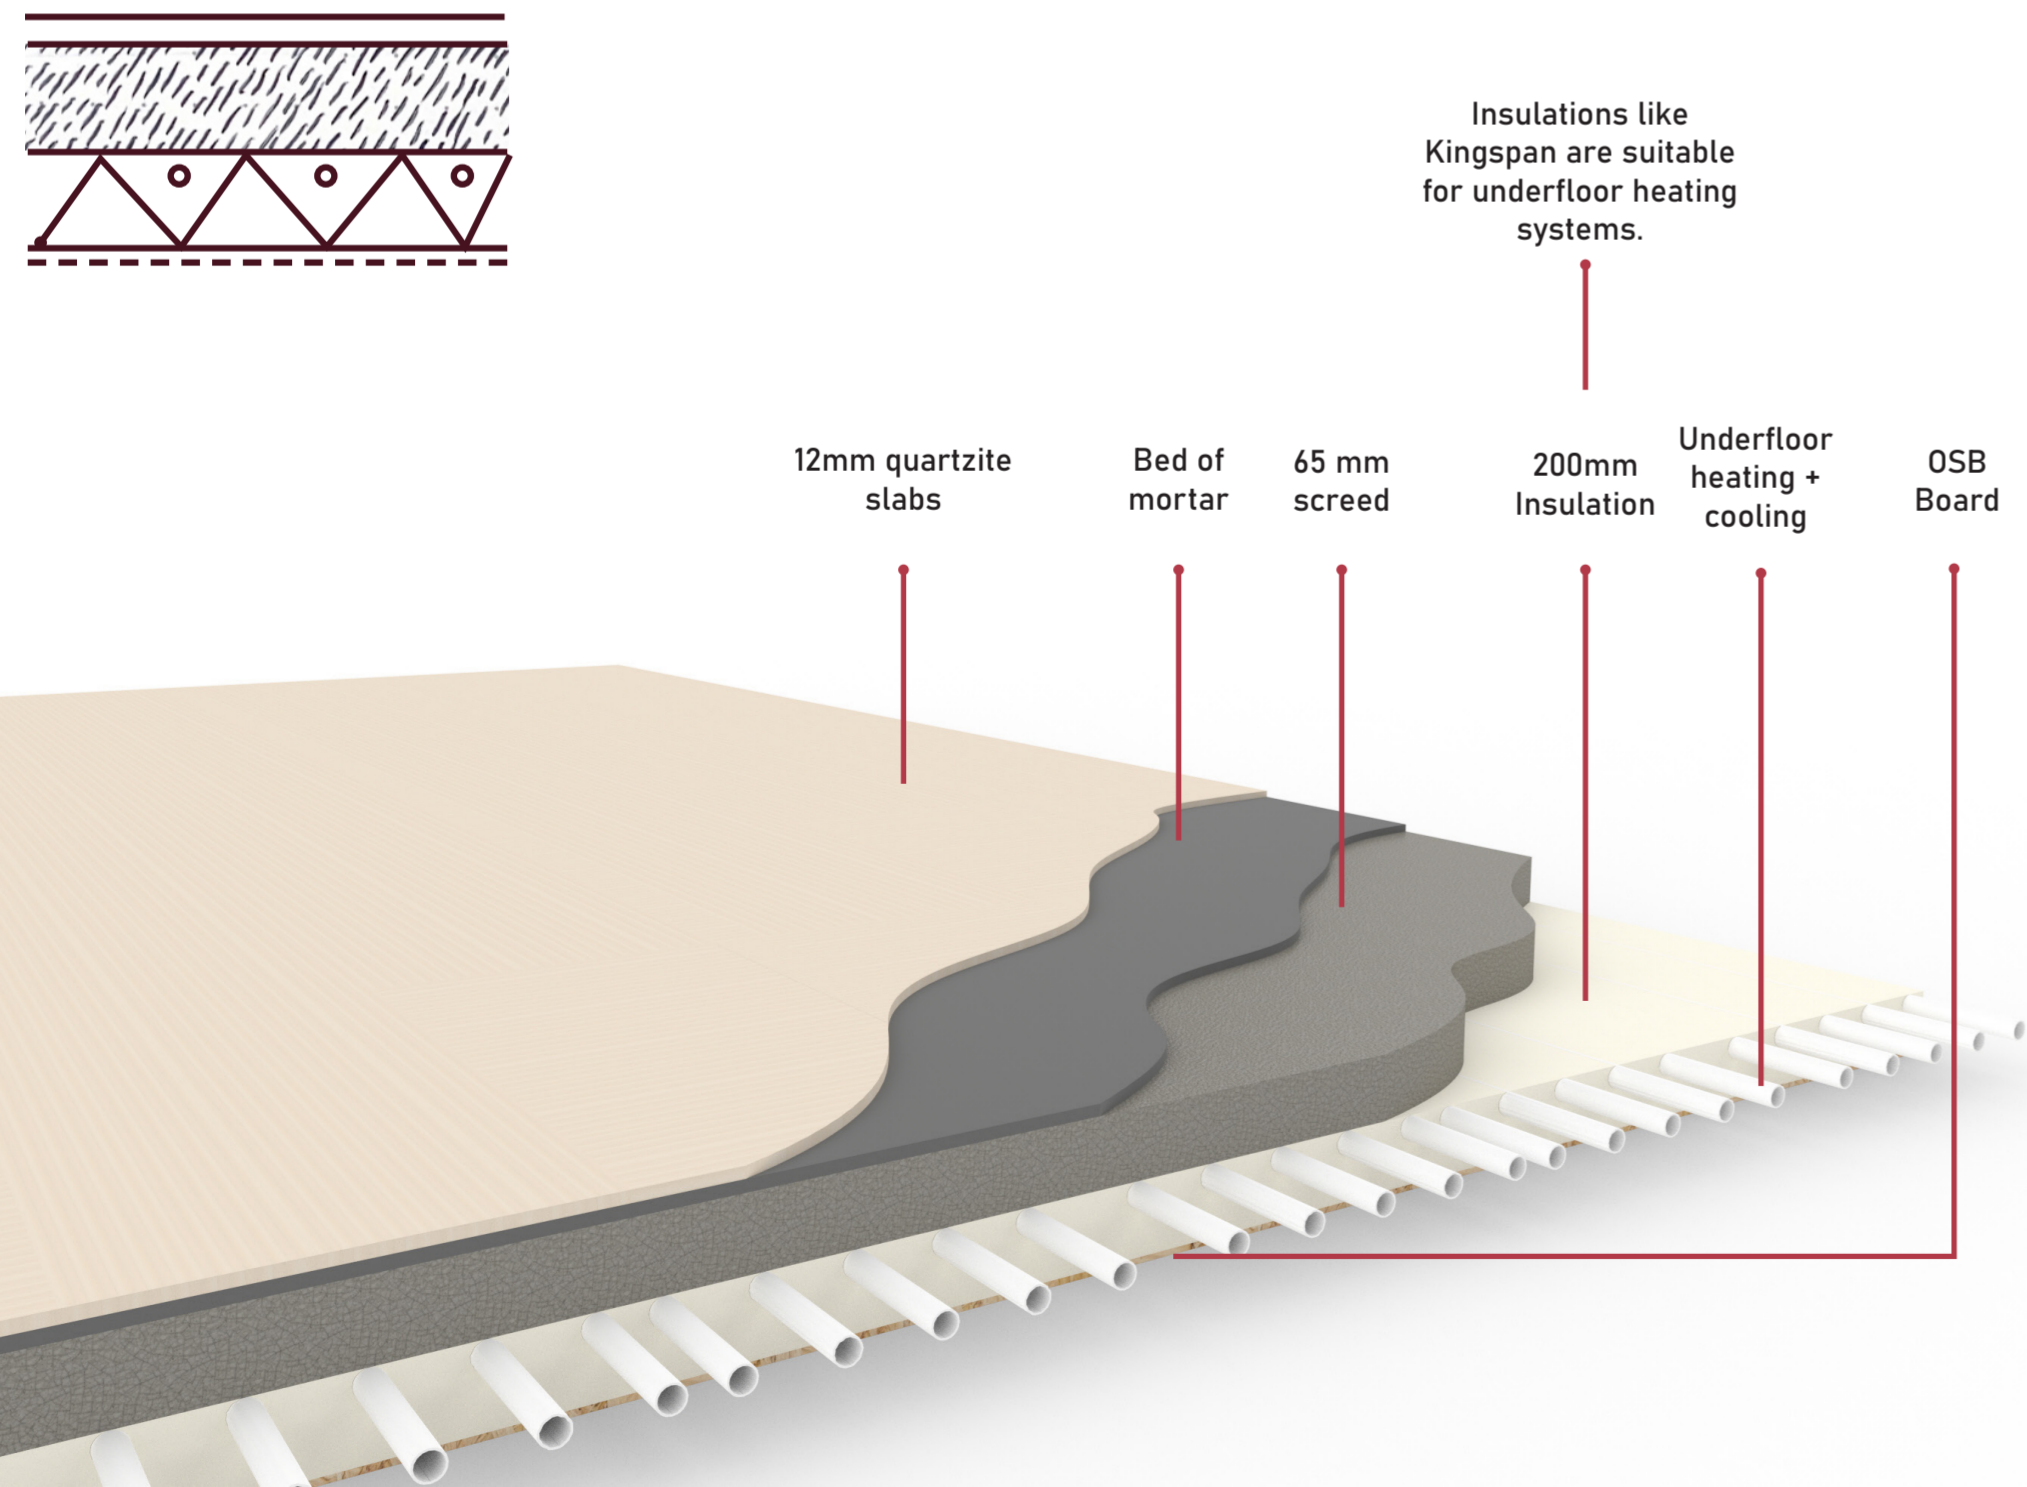 Insulations like
Kingspan are suitable
for underfloor heating
systems.
12mm quartzite
slabs
Bed of
mortar
65 mm
screed
200mm
Insulation
Underfloor
heating +
cooling
OSB
Board